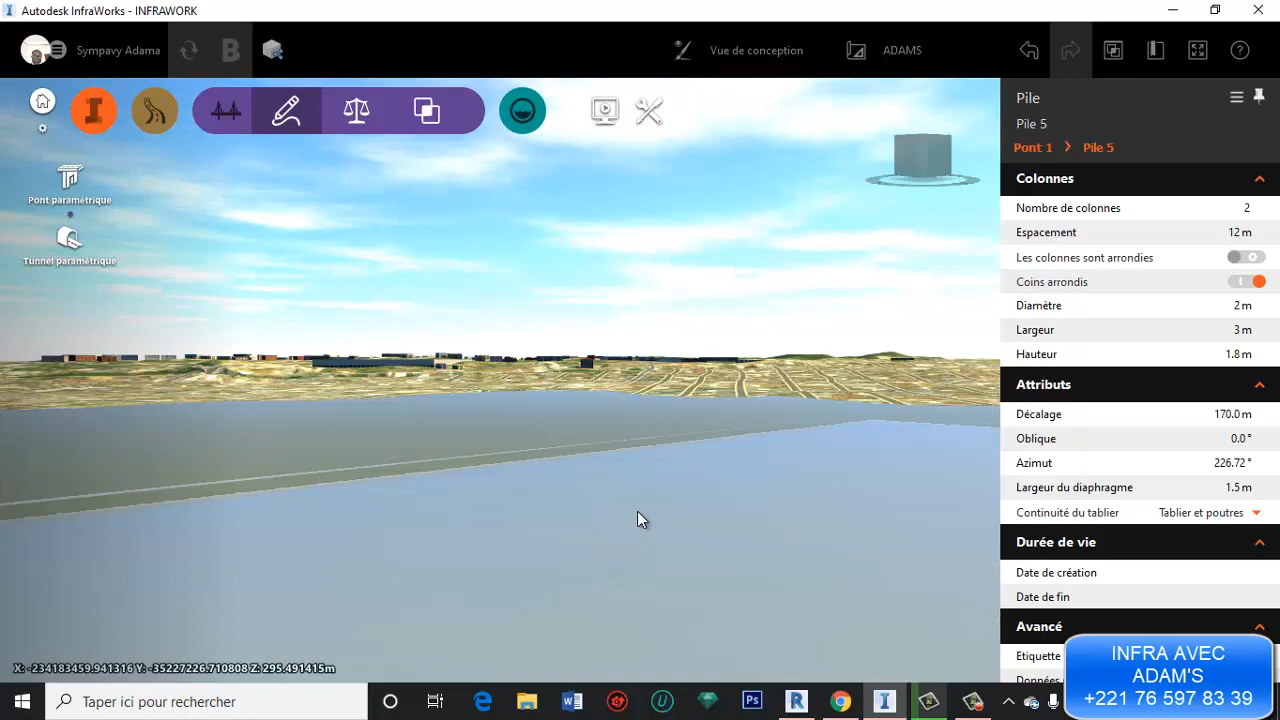 Autodesk InfraWorks - INFRAWORK
Sympavy Adama
B
Vue de conception
ADAMS
Pont paramétrique
Tunnel paramétrique
Pile
Pile 5
Pont 1 > Pile 5
Colonnes
Nombre de colonnes 2
Espacement 12 m
Les colonnes sont arrondies
Coins arrondis
Diamètre 2 m
Largeur 3 m
Hauteur 1.8 m
Attributs
Décalage 170.0 m
Oblique 0.0 °
Azimut 226.72 °
Largeur du diaphragme 1.5 m
Continuité du tablier Tablier et poutres
Durée de vie
Date de création
Date de fin
Avancé
Etiquette
Données
X: -234183459.941316 Y: -35227226.710808 Z: 295.491415m
INFRA AVEC
ADAM'S
+221 76 597 83 39
Taper ici pour rechercher